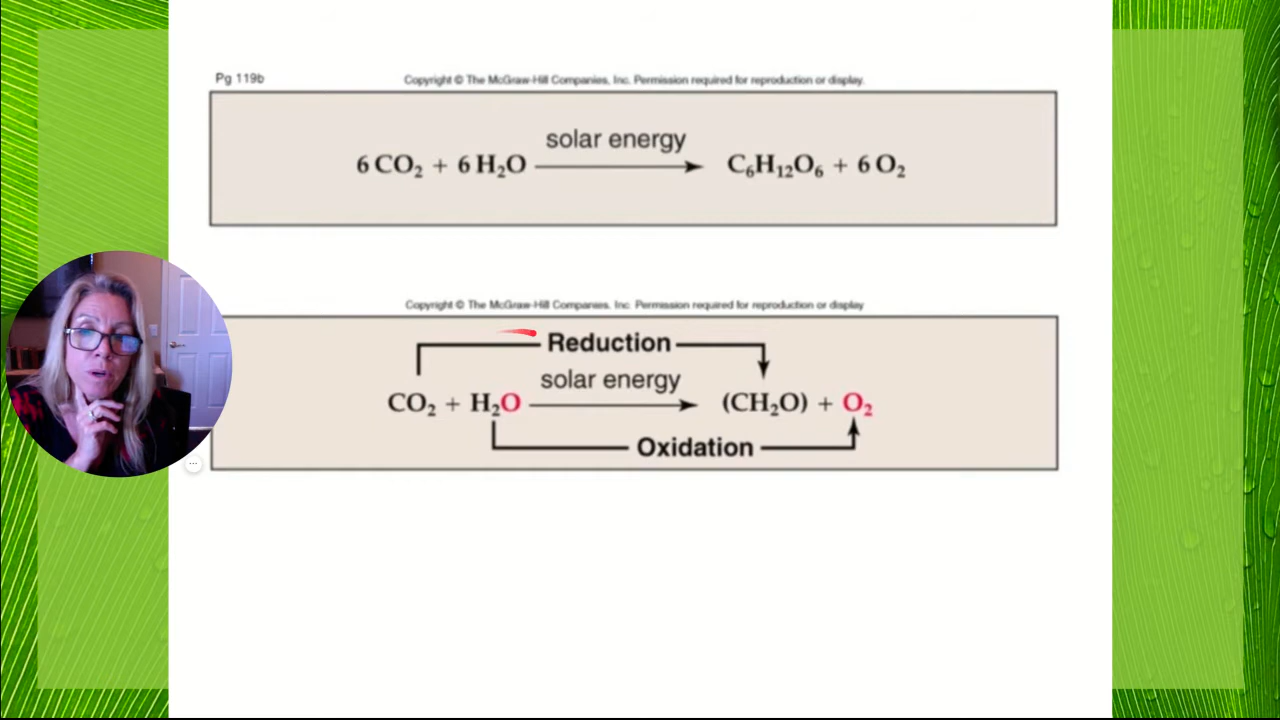 Pg 119b
Copyright © The McGraw-Hill Companies, Inc. Permission required for reproduction or display.
solar energy
6 CO₂ + 6 H₂O → C₆H₁₂O₆ + 6 O₂
Copyright © The McGraw-Hill Companies, Inc. Permission required for reproduction or display
Reduction
solar energy
CO₂ + H₂O → (CH₂O) + O₂
Oxidation